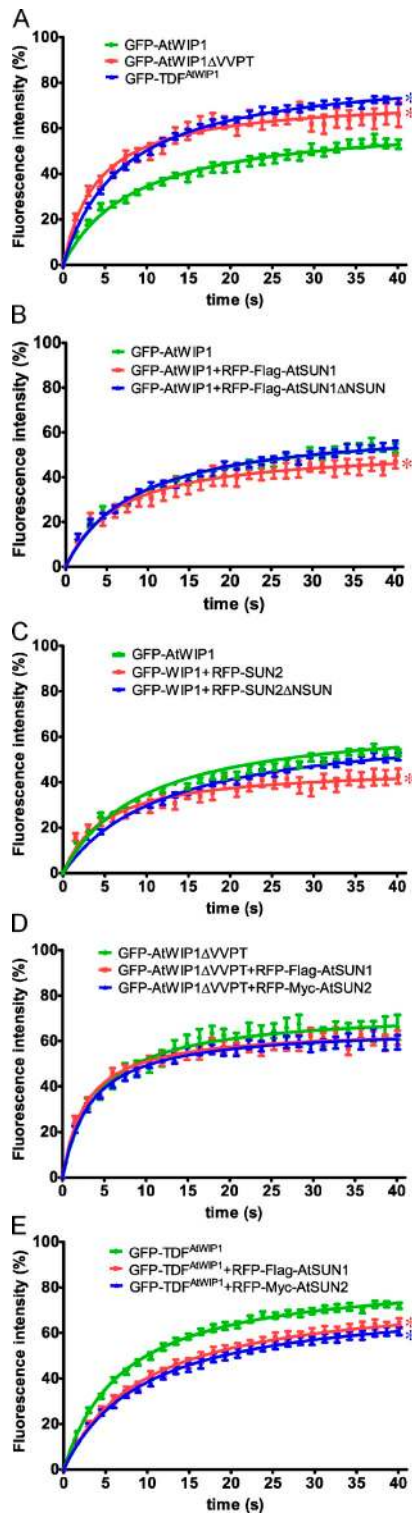 A
GFP-AtWIP1
GFP-AtWIP1ΔVVPT
GFP-TDF^AtWIP1
Fluorescence intensity (%)
100
80
60
40
20
0
*
*
0 5 10 15 20 25 30 35 40
time (s)
B
GFP-AtWIP1
GFP-AtWIP1+RFP-Flag-AtSUN1
GFP-AtWIP1+RFP-Flag-AtSUN1ΔNSUN
Fluorescence intensity (%)
100
80
60
40
20
0
*
0 5 10 15 20 25 30 35 40
time (s)
C
GFP-AtWIP1
GFP-WIP1+RFP-SUN2
GFP-WIP1+RFP-SUN2ΔNSUN
Fluorescence intensity (%)
100
80
60
40
20
0
*
0 5 10 15 20 25 30 35 40
time (s)
D
GFP-AtWIP1ΔVVPT
GFP-AtWIP1ΔVVPT+RFP-Flag-AtSUN1
GFP-AtWIP1ΔVVPT+RFP-Myc-AtSUN2
Fluorescence intensity (%)
100
80
60
40
20
0
0 5 10 15 20 25 30 35 40
time (s)
E
GFP-TDF^AtWIP1
GFP-TDF^AtWIP1+RFP-Flag-AtSUN1
GFP-TDF^AtWIP1+RFP-Myc-AtSUN2
Fluorescence intensity (%)
100
80
60
40
20
0
*
*
0 5 10 15 20 25 30 35 40
time (s)